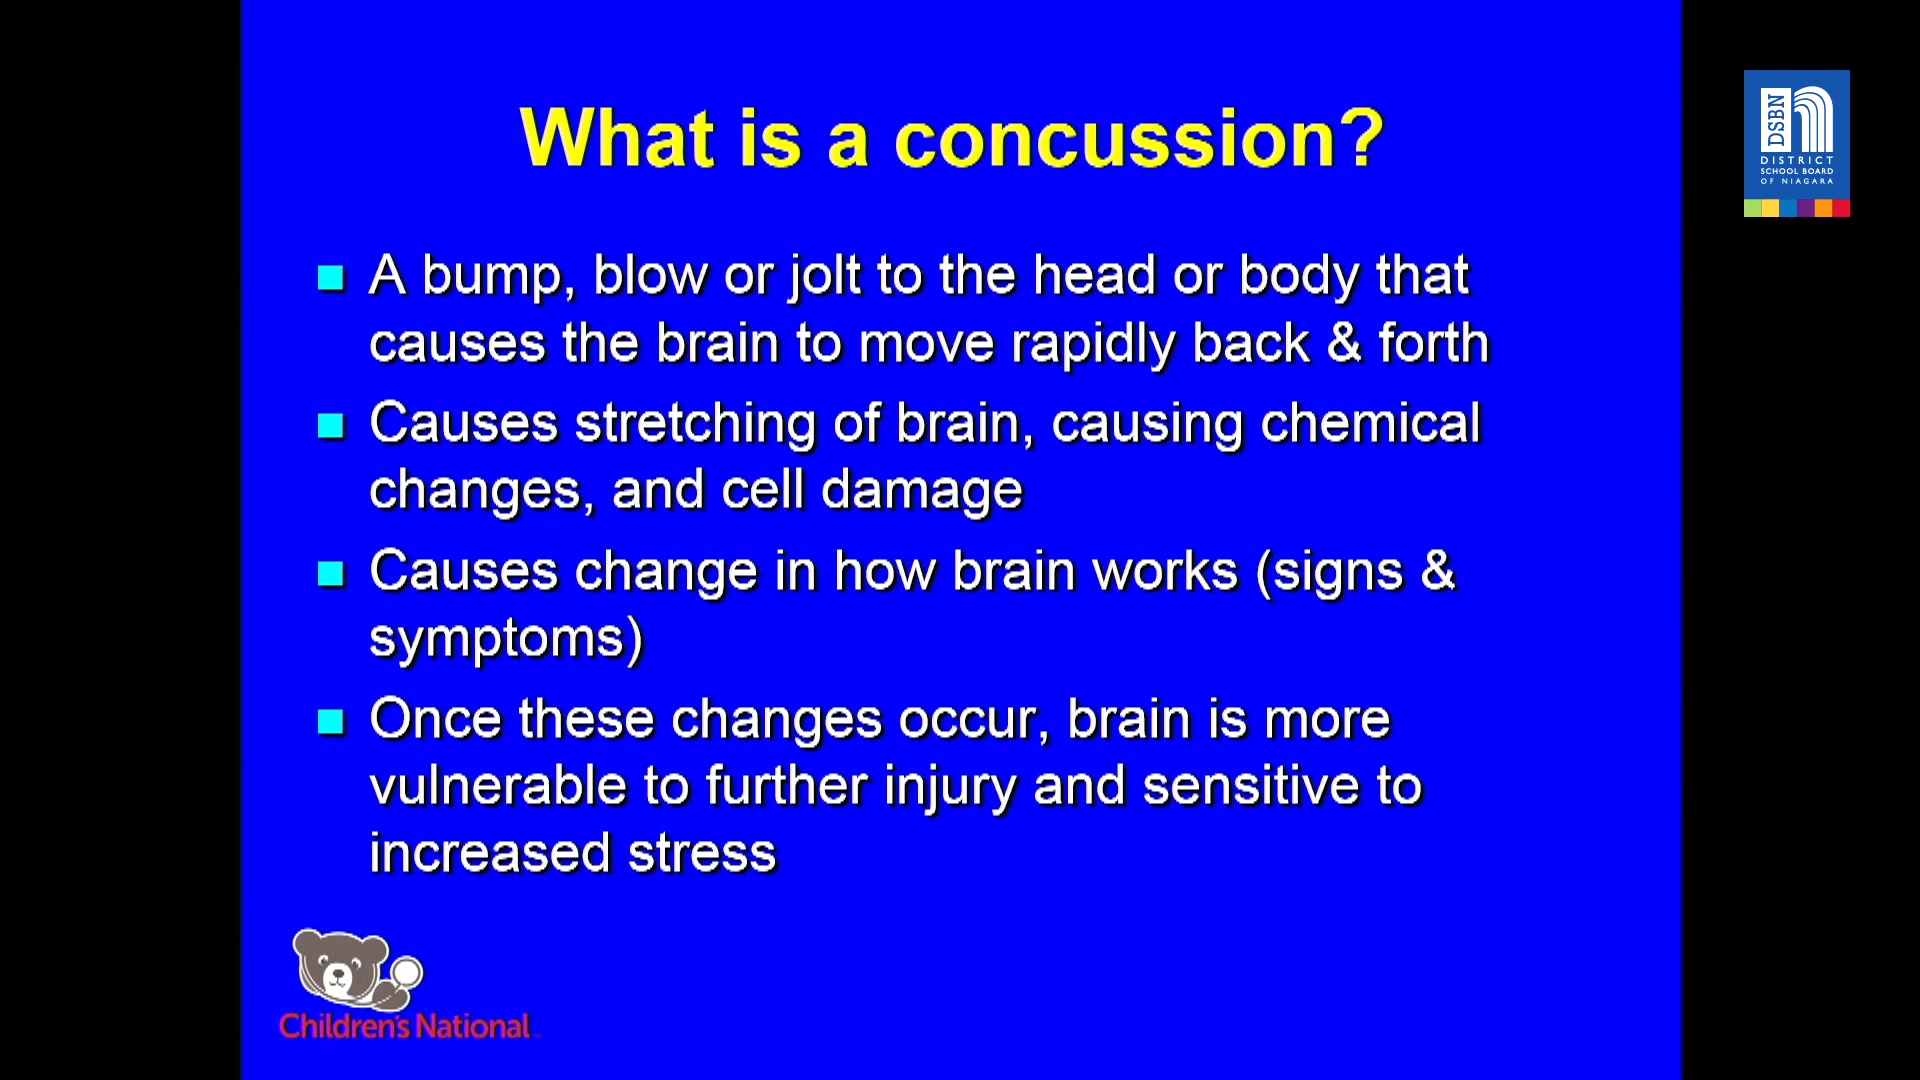 What is a concussion?
A bump, blow or jolt to the head or body that
causes the brain to move rapidly back & forth
Causes stretching of brain, causing chemical
changes, and cell damage
Causes change in how brain works (signs &
symptoms)
Once these changes occur, brain is more
vulnerable to further injury and sensitive to
increased stress
Children's National
DSBN
DISTRICT
SCHOOL BOARD
OF NIAGARA